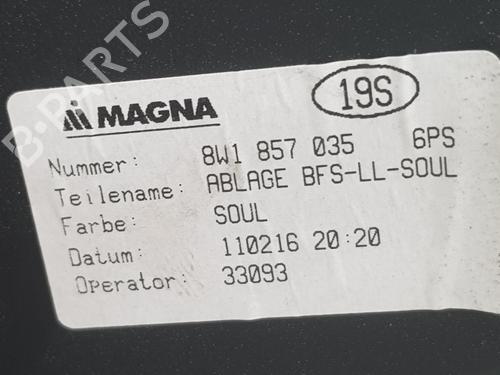 B-PARTS
MAGNA
19S
Nummer: 8W1 857 035 6PS
Teilename: ABLAGE BFS-LL-SOUL
Farbe: SOUL
Datum: 110216 20:20
Operator: 33093